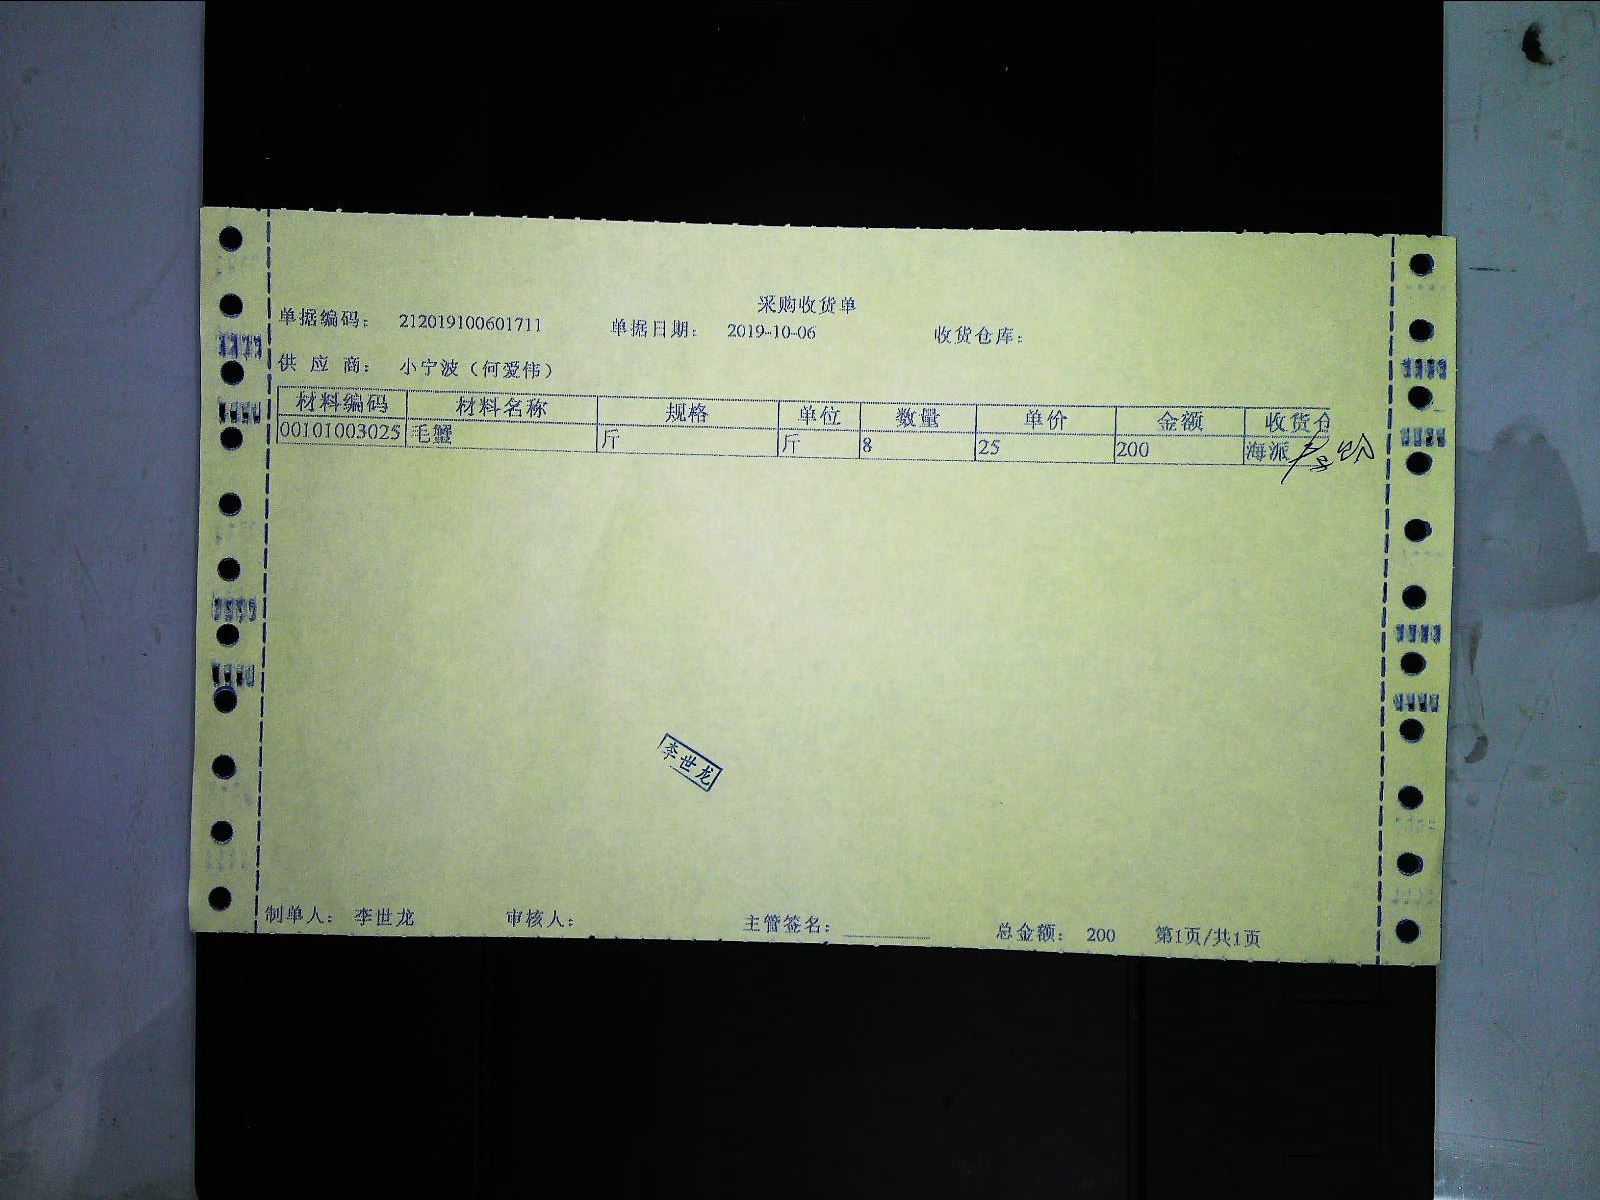 采购收货单
单据编码： 212019100601711 单据日期： 2019-10-06 收货仓库：
供 应 商： 小宁波（何爱伟）
材料编码 材料名称 规格 单位 数量 单价 金额 收货仓
00101003025 毛蟹 斤 斤 8 25 200 海派
李世龙
制单人： 李世龙 审核人： 主管签名： 总金额： 200 第1页/共1页